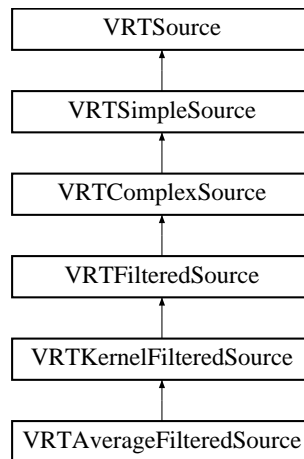 VRTSource
VRTSimpleSource
VRTComplexSource
VRTFilteredSource
VRTKernelFilteredSource
VRTAverageFilteredSource